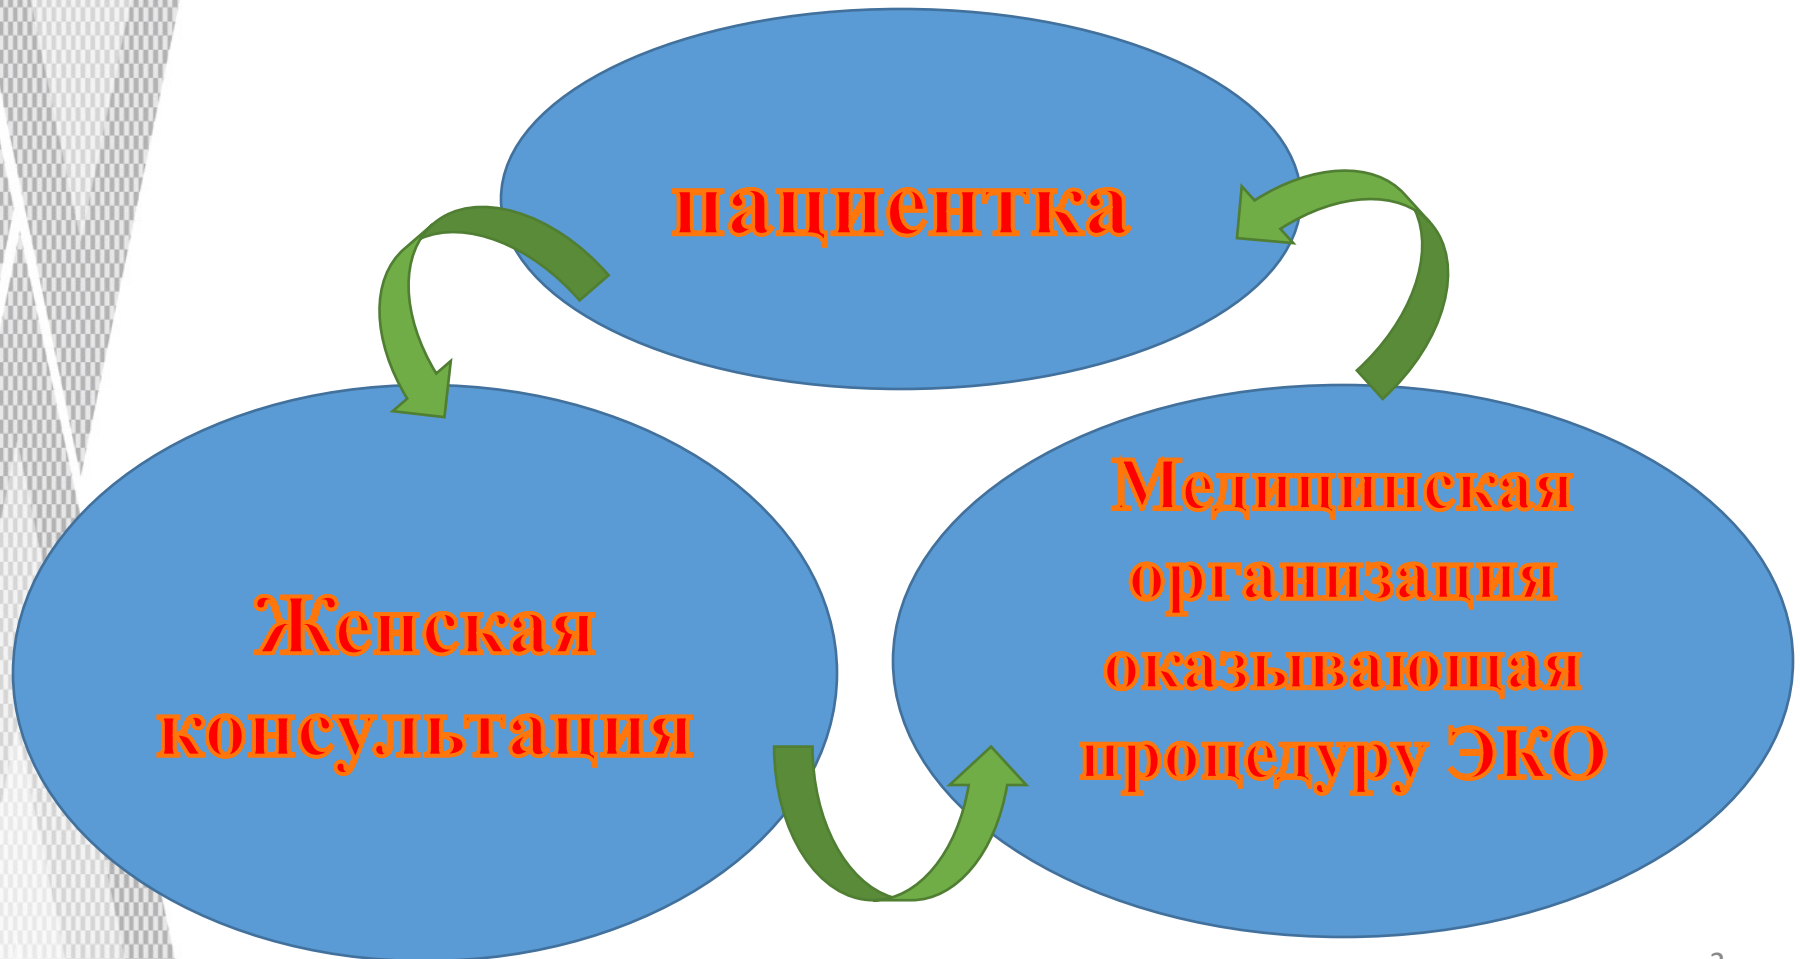 пациентка
Женская
консультация
Медицинская
организация
оказывающая
процедуру ЭКО